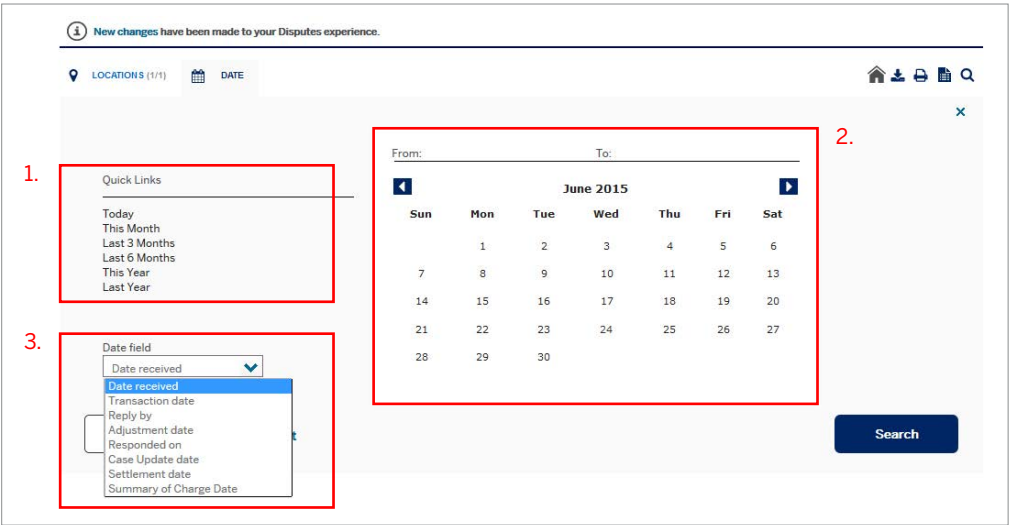 New changes have been made to your Disputes experience.
LOCATIONS (1/1) DATE
2.
From: To:
1.
Quick Links
June 2015
Today
This Month
Last 3 Months
Last 6 Months
This Year
Last Year
Sun Mon Tue Wed Thu Fri Sat
1 2 3 4 5 6
7 8 9 10 11 12 13
14 15 16 17 18 19 20
21 22 23 24 25 26 27
28 29 30
3.
Date field
Date received
Date received
Transaction date
Reply by
Adjustment date
Responded on
Case Update date
Settlement date
Summary of Charge Date
Search